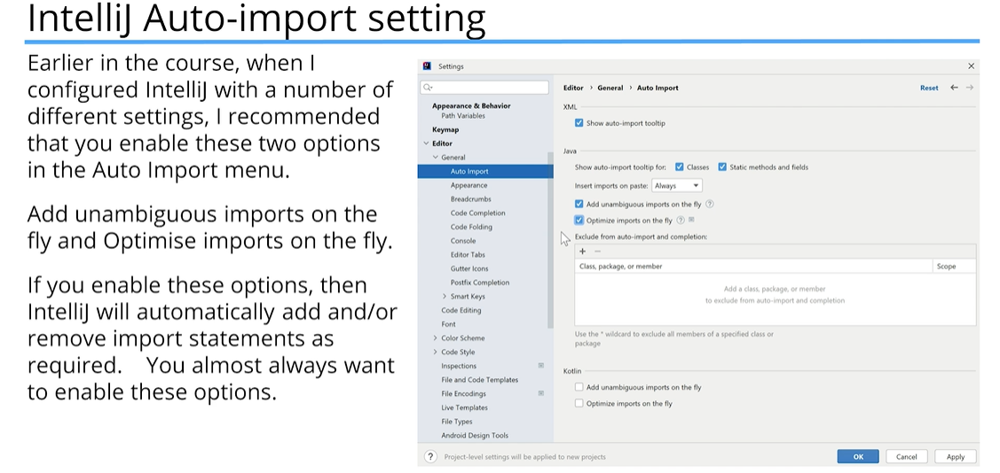 IntelliJ Auto-import setting
Earlier in the course, when I
configured IntelliJ with a number of
different settings, I recommended
that you enable these two options
in the Auto Import menu.
Add unambiguous imports on the
fly and Optimise imports on the fly.
If you enable these options, then
IntelliJ will automatically add and/or
remove import statements as
required. You almost always want
to enable these options.
Settings
Appearance & Behavior
Path Variables
Keymap
Editor
General
Auto Import
Appearance
Breadcrumbs
Code Completion
Code Folding
Console
Editor Tabs
Gutter Icons
Postfix Completion
Smart Keys
Code Editing
Font
Color Scheme
Code Style
Inspections
File and Code Templates
File Encodings
Live Templates
File Types
Android Design Tools
Editor > General > Auto Import
Reset
XML
Show auto-import tooltip
Java
Show auto-import tooltip for: Classes Static methods and fields
Insert imports on paste: Always
Add unambiguous imports on the fly ?
Optimize imports on the fly ?
Exclude from auto-import and completion:
+ −
Class, package, or member Scope
Add a class, package, or member
to exclude from auto-import and completion
Use the * wildcard to exclude all members of a specified class or
package
Kotlin
Add unambiguous imports on the fly
Optimize imports on the fly
? Project-level settings will be applied to new projects
OK Cancel Apply